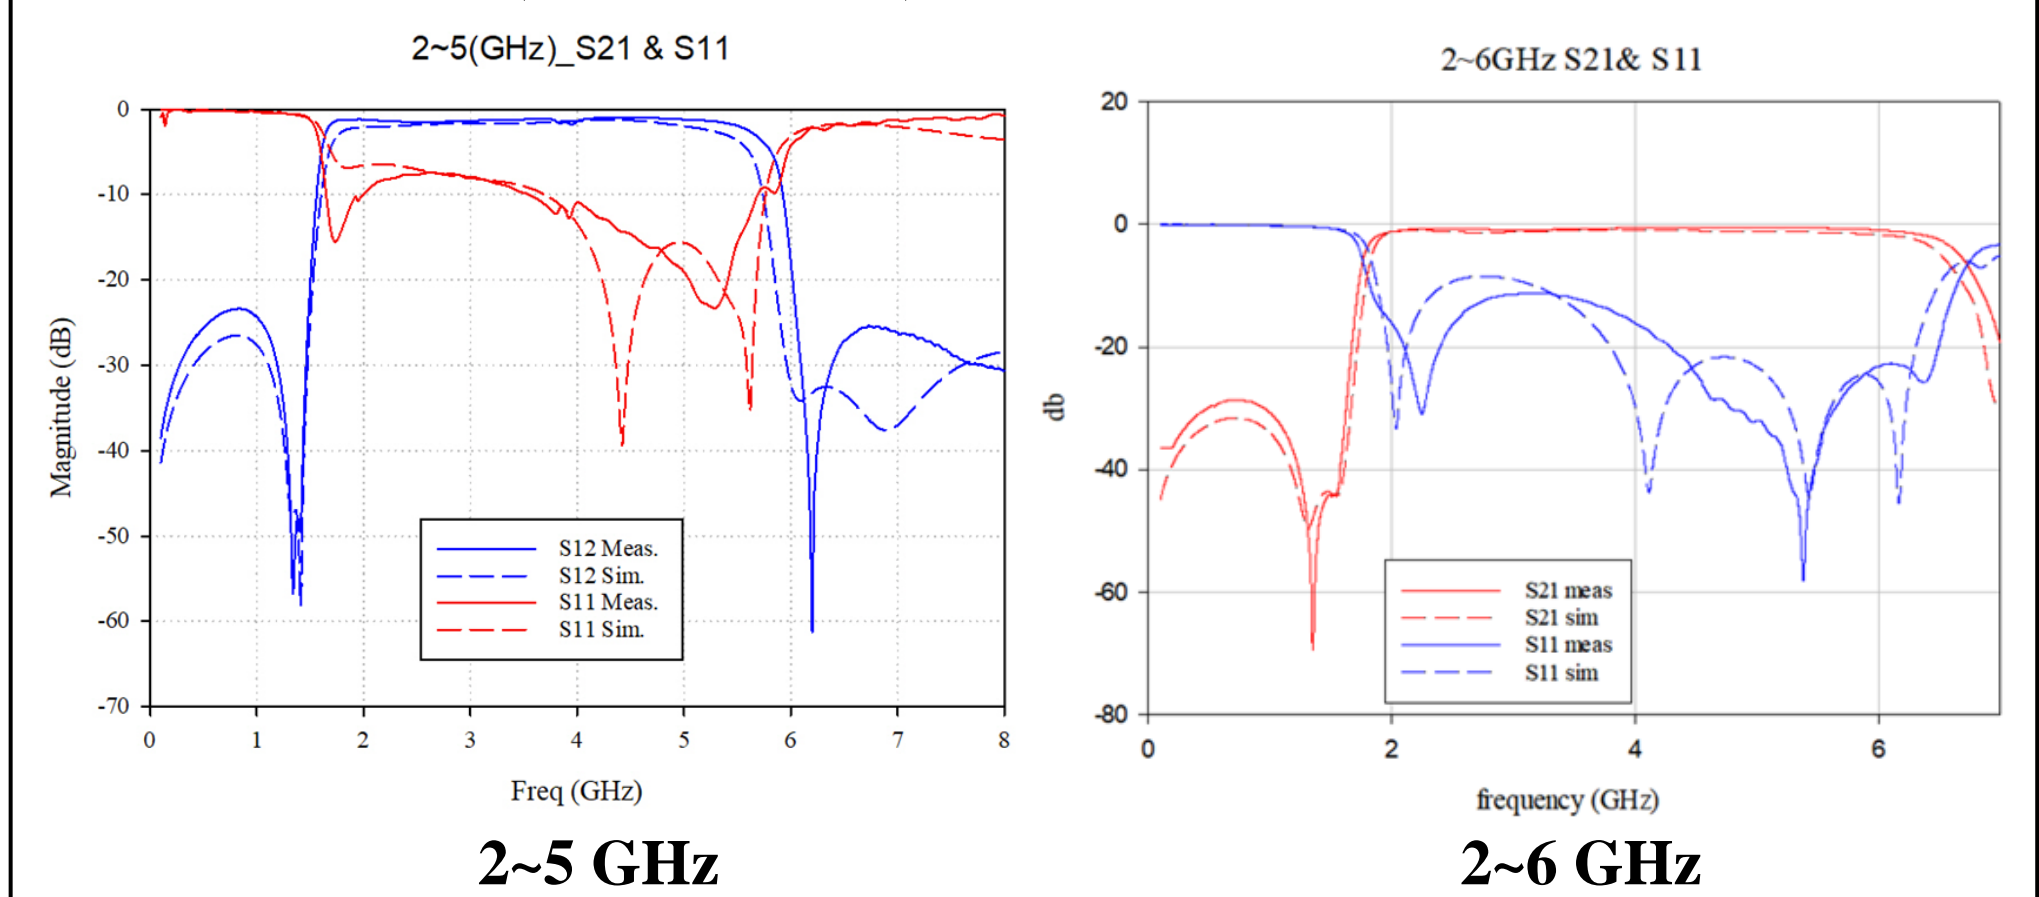 2~5(GHz)_S21 & S11
0
-10
-20
-30
-40
-50
-60
-70
Magnitude (dB)
S12 Meas.
S12 Sim.
S11 Meas.
S11 Sim.
0 1 2 3 4 5 6 7 8
Freq (GHz)
2~5 GHz
2~6GHz S21& S11
20
0
-20
-40
-60
-80
db
S21 meas
S21 sim
S11 meas
S11 sim
0 2 4 6
frequency (GHz)
2~6 GHz